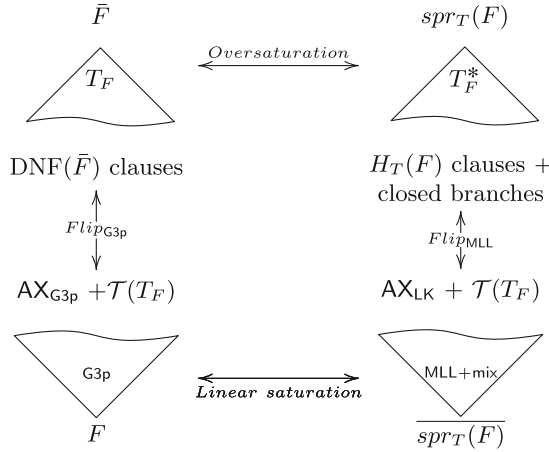 F̄ spr_T(F)
Oversaturation
T_F T_F^*
DNF(F̄) clauses H_T(F) clauses +
closed branches
Flip_G3p Flip_MLL
AX_G3p +𝒯(T_F) AX_LK + 𝒯(T_F)
G3p MLL+mix
Linear saturation
F \overline{spr_T(F)}